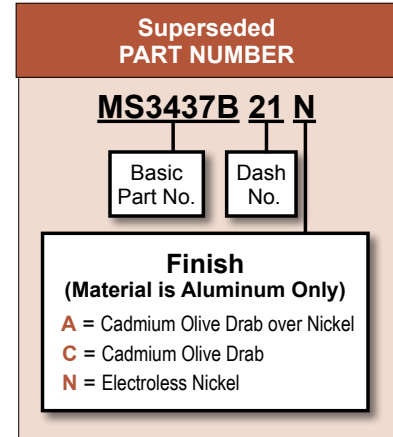 Superseded
PART NUMBER
MS3437B 21 N
Basic
Part No.
Dash
No.
Finish
(Material is Aluminum Only)
A = Cadmium Olive Drab over Nickel
C = Cadmium Olive Drab
N = Electroless Nickel